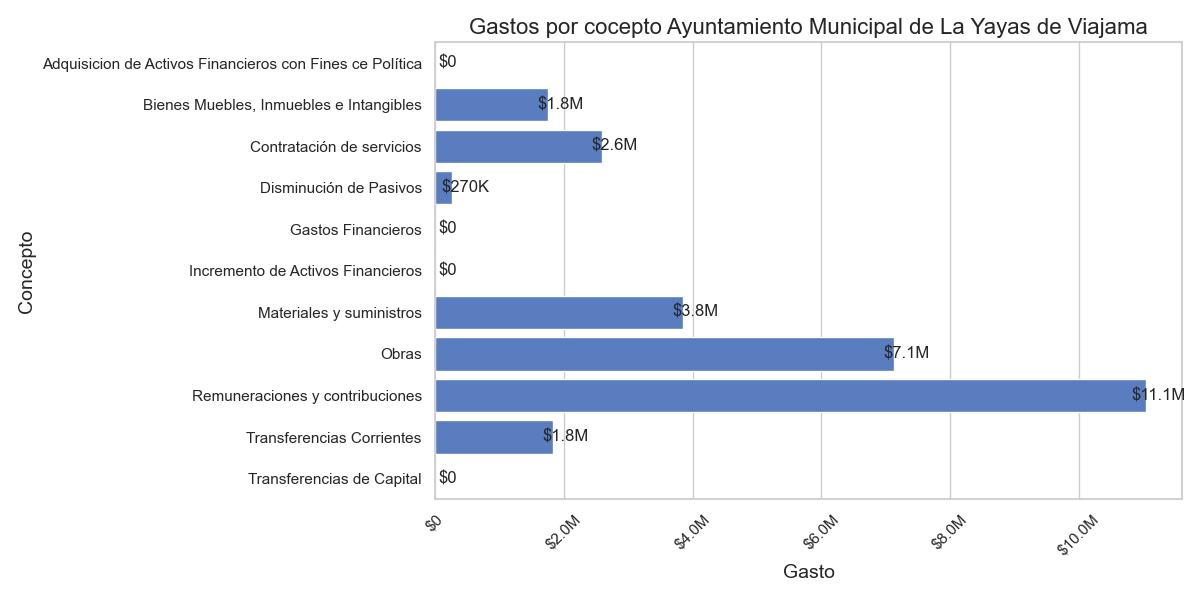 Gastos por cocepto Ayuntamiento Municipal de La Yayas de Viajama
Concepto
Adquisicion de Activos Financieros con Fines ce Política $0
Bienes Muebles, Inmuebles e Intangibles $1.8M
Contratación de servicios $2.6M
Disminución de Pasivos $270K
Gastos Financieros $0
Incremento de Activos Financieros $0
Materiales y suministros $3.8M
Obras $7.1M
Remuneraciones y contribuciones $11.1M
Transferencias Corrientes $1.8M
Transferencias de Capital $0
$0 $2.0M $4.0M $6.0M $8.0M $10.0M
Gasto